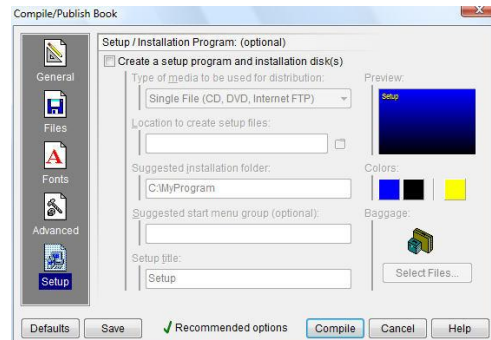 Compile/Publish Book
General
Files
Fonts
Advanced
Setup
Setup / Installation Program: (optional)
Create a setup program and installation disk(s)
Type of media to be used for distribution:
Single File (CD, DVD, Internet FTP)
Location to create setup files:
Suggested installation folder:
C:\MyProgram
Suggested start menu group (optional):
Setup title:
Setup
Preview:
Setup
Colors:
Baggage:
Select Files...
Defaults
Save
Recommended options
Compile
Cancel
Help